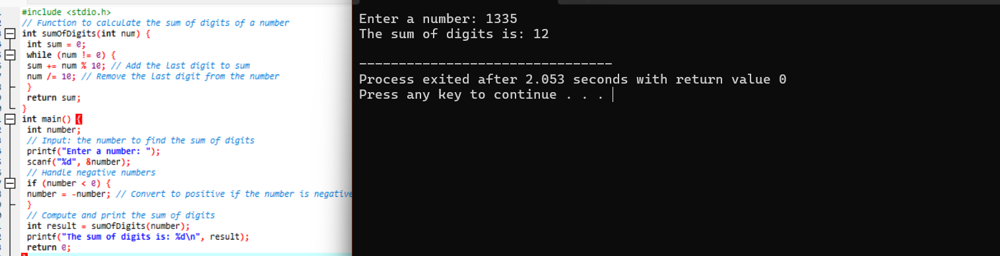 #include <stdio.h>
// Function to calculate the sum of digits of a number
int sumOfDigits(int num) {
int sum = 0;
while (num != 0) {
sum += num % 10; // Add the last digit to sum
num /= 10; // Remove the last digit from the number
}
return sum;
}
int main() {
int number;
// Input: the number to find the sum of digits
printf("Enter a number: ");
scanf("%d", &number);
// Handle negative numbers
if (number < 0) {
number = -number; // Convert to positive if the number is negative
}
// Compute and print the sum of digits
int result = sumOfDigits(number);
printf("The sum of digits is: %d\n", result);
return 0;
Enter a number: 1335
The sum of digits is: 12
--------------------------------
Process exited after 2.053 seconds with return value 0
Press any key to continue . . .